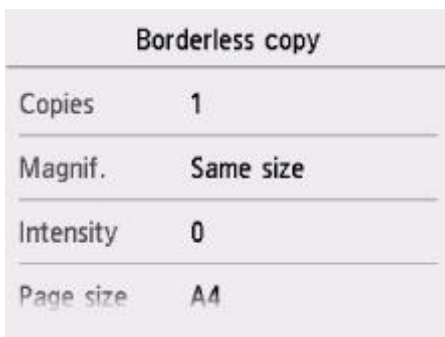 Borderless copy
Copies 1
Magnif. Same size
Intensity 0
Page size A4